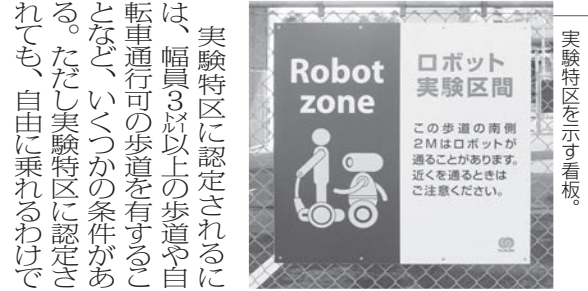 実験特区を示す看板。
Robot
zone
ロボット
実験区間
この歩道の南側
2Mはロボットが
通ることがあります。
近くを通るときは
ご注意ください。
実験特区に認定されるに
は、幅員3㍍以上の歩道や自
転車通行可の歩道を有するこ
となど、いくつかの条件があ
る。ただし実験特区に認定さ
れても、自由に乗れるわけで